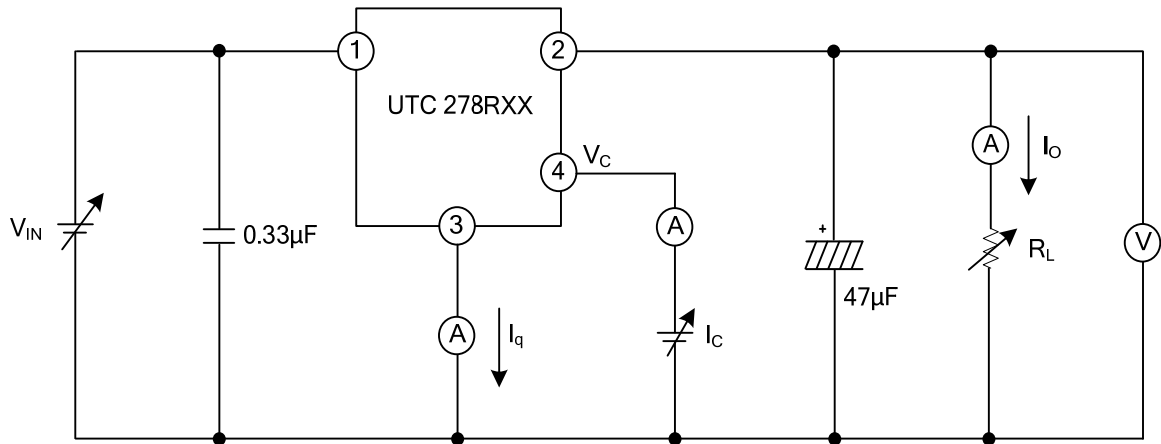 1
2
UTC 278RXX
4
V_C
3
A
A
A
V
I_O
V_IN
0.33µF
+
47µF
R_L
I_q
I_C